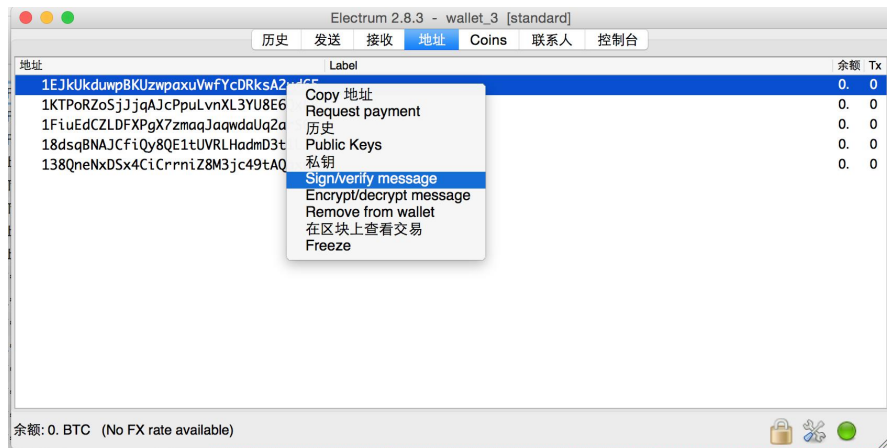 Electrum 2.8.3 - wallet_3 [standard]
历史 发送 接收 地址 Coins 联系人 控制台
地址 Label 余额 Tx
0. 0
Copy 地址
1KTPoRZoSjJjqAJcPpuLvnXL3YU8E6 0. 0
Request payment
1FiuEdCZLDFXPgX7zmaqJaqwdaUq2a 0. 0
历史
18dsqBNAJCfiQy8QE1tUVRLHadmD3t 0. 0
Public Keys
138QneNxDSx4CiCrrniZ8M3jc49tAQ 0. 0
私钥
Sign/verify message
Encrypt/decrypt message
Remove from wallet
在区块上查看交易
Freeze
余额: 0. BTC (No FX rate available)